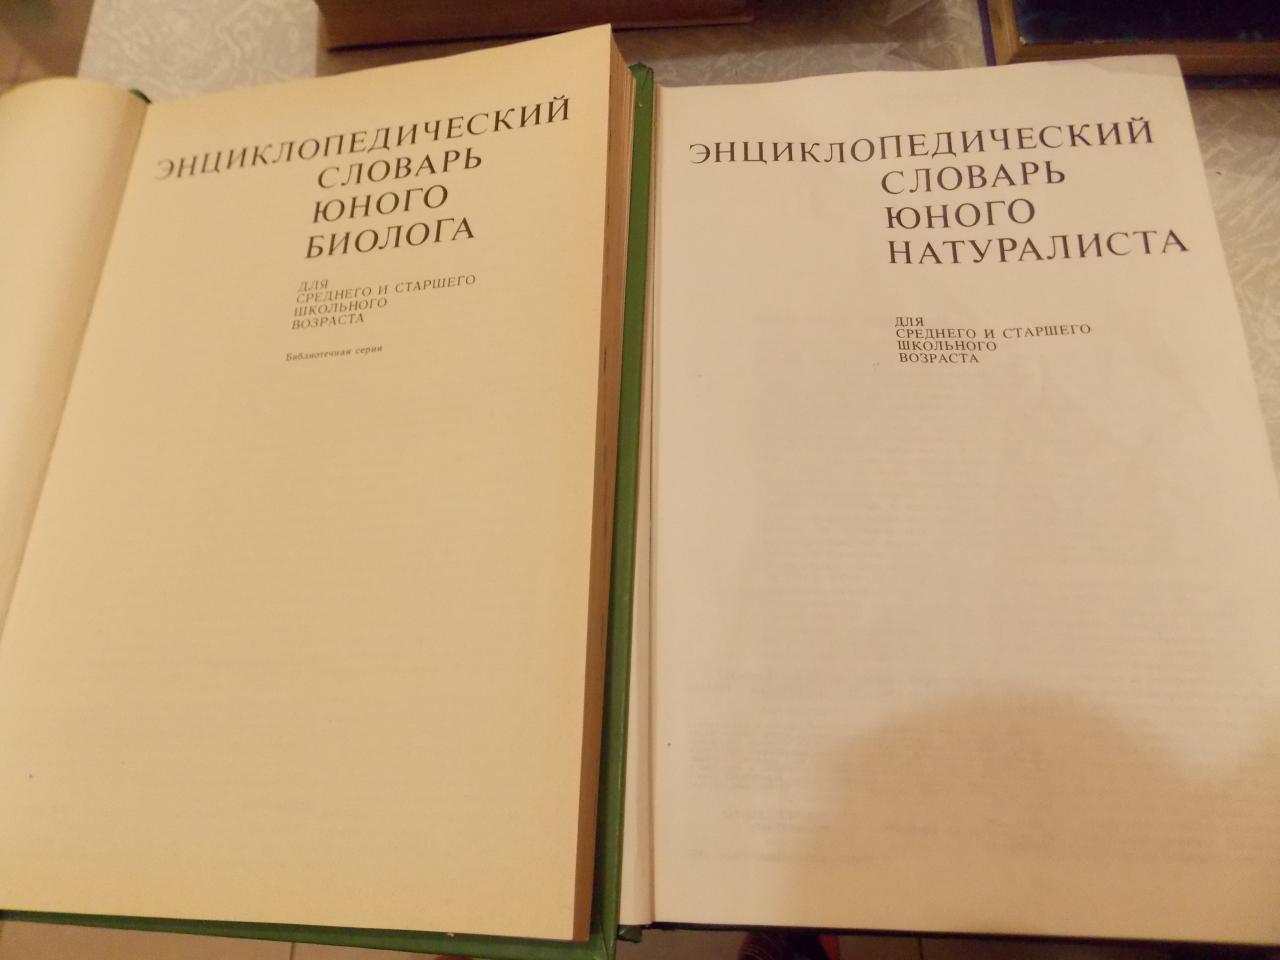 ЭНЦИКЛОПЕДИЧЕСКИЙ
СЛОВАРЬ
ЮНОГО
БИОЛОГА
ДЛЯ
СРЕДНЕГО И СТАРШЕГО
ШКОЛЬНОГО
ВОЗРАСТА
Библиотечная серия
ЭНЦИКЛОПЕДИЧЕСКИЙ
СЛОВАРЬ
ЮНОГО
НАТУРАЛИСТА
ДЛЯ
СРЕДНЕГО И СТАРШЕГО
ШКОЛЬНОГО
ВОЗРАСТА